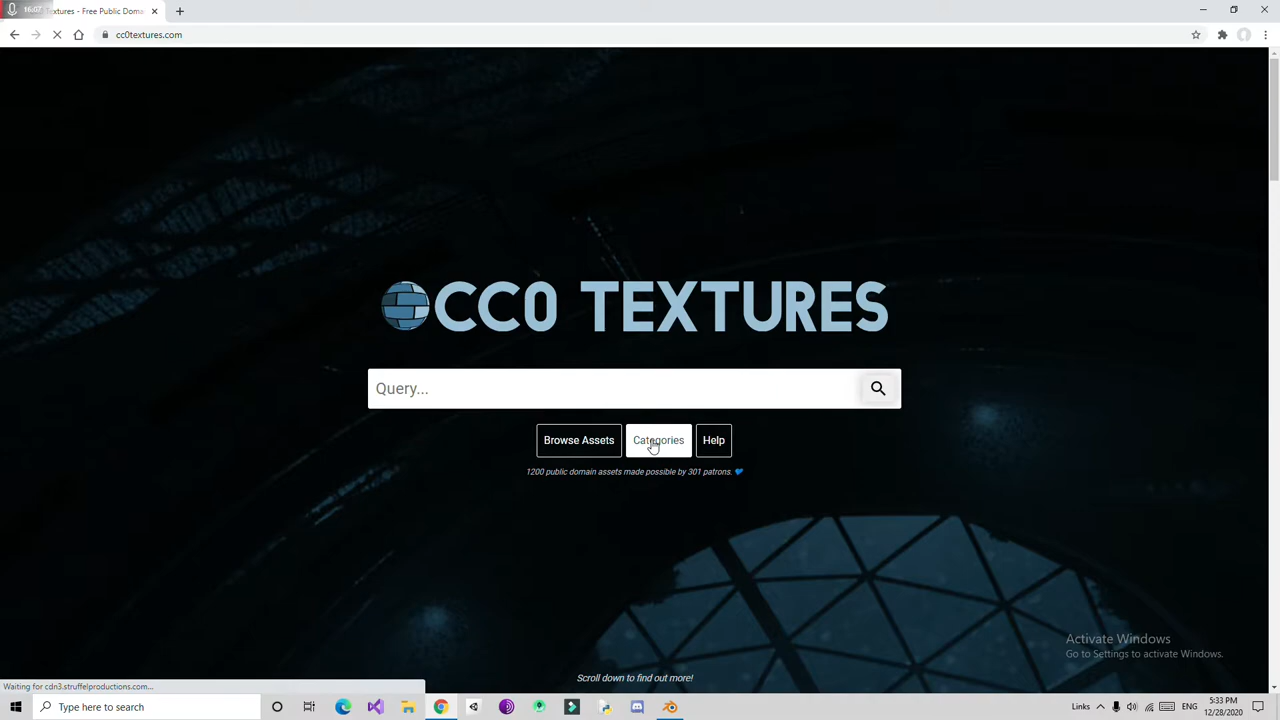 16:07
Textures - Free Public Doma
cc0textures.com
CC0 TEXTURES
Query...
Browse Assets
Categories
Help
1200 public domain assets made possible by 301 patrons.
Activate Windows
Go to Settings to activate Windows.
Scroll down to find out more!
Waiting for cdn3.struffelproductions.com...
Type here to search
Links
ENG
5:33 PM
12/28/2020